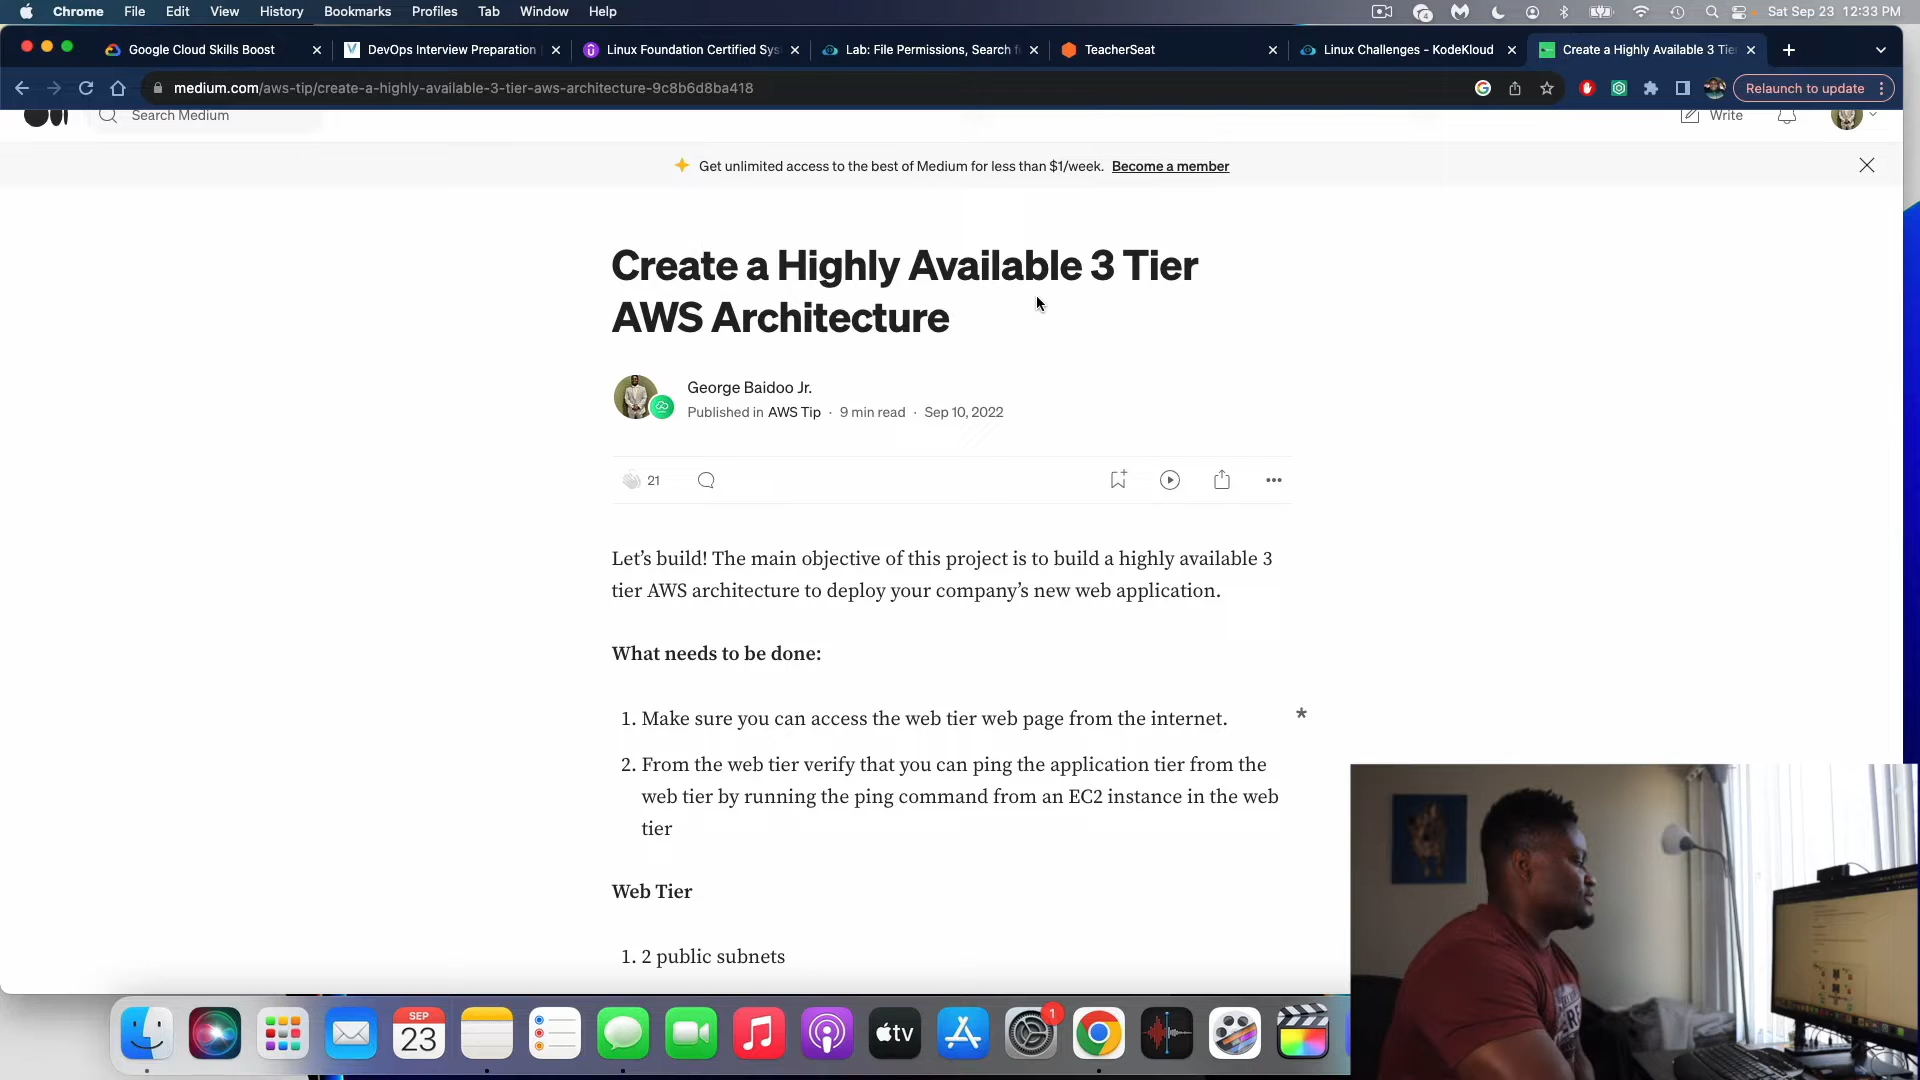 Chrome File Edit View History Bookmarks Profiles Tab Window Help 4 Sat Sep 23 12:33 PM
Google Cloud Skills Boost DevOps Interview Preparation Linux Foundation Certified Sys Lab: File Permissions, Search f TeacherSeat Linux Challenges - KodeKloud Create a Highly Available 3 Tie
medium.com/aws-tip/create-a-highly-available-3-tier-aws-architecture-9c8b6d8ba418 Relaunch to update
Search Medium Write
Get unlimited access to the best of Medium for less than $1/week. Become a member
Create a Highly Available 3 Tier
AWS Architecture
George Baidoo Jr.
Published in AWS Tip · 9 min read · Sep 10, 2022
21
Let's build! The main objective of this project is to build a highly available 3
tier AWS architecture to deploy your company's new web application.
What needs to be done:
1. Make sure you can access the web tier web page from the internet. *
2. From the web tier verify that you can ping the application tier from the
web tier by running the ping command from an EC2 instance in the web
tier
Web Tier
1. 2 public subnets
SEP
23
tv
1